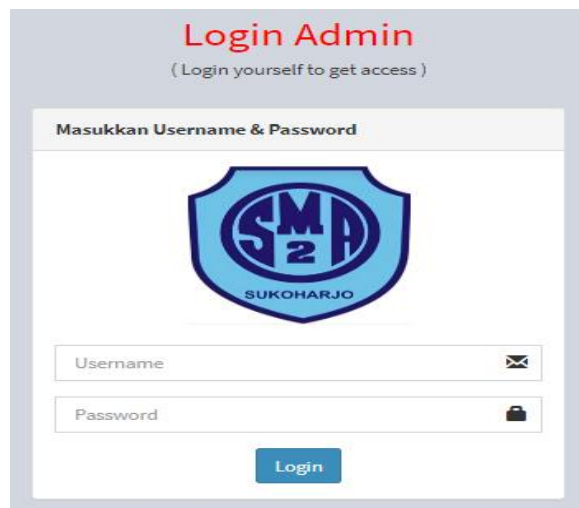 Login Admin
( Login yourself to get access )
Masukkan Username & Password
SMA
2
SUKOHARJO
Username
Password
Login